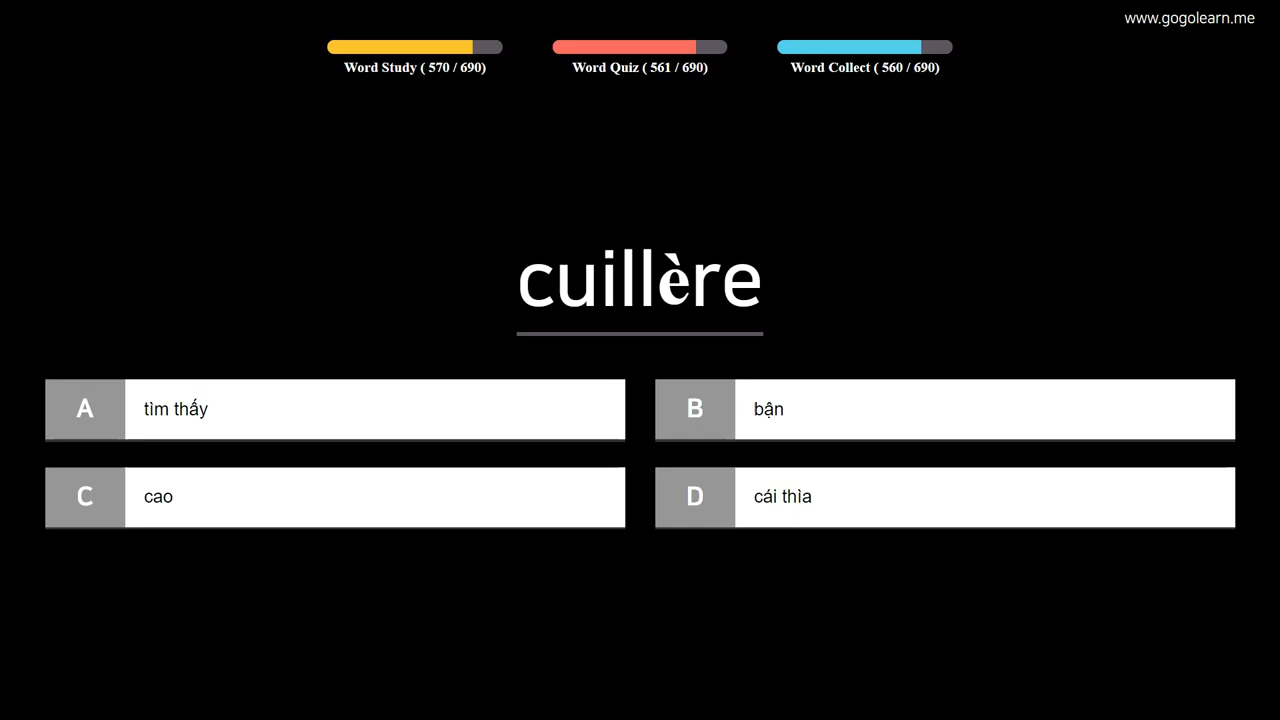 www.gogolearn.me
Word Study ( 570 / 690)
Word Quiz ( 561 / 690)
Word Collect ( 560 / 690)
cuillère
A tìm thấy
B bận
C cao
D cái thìa